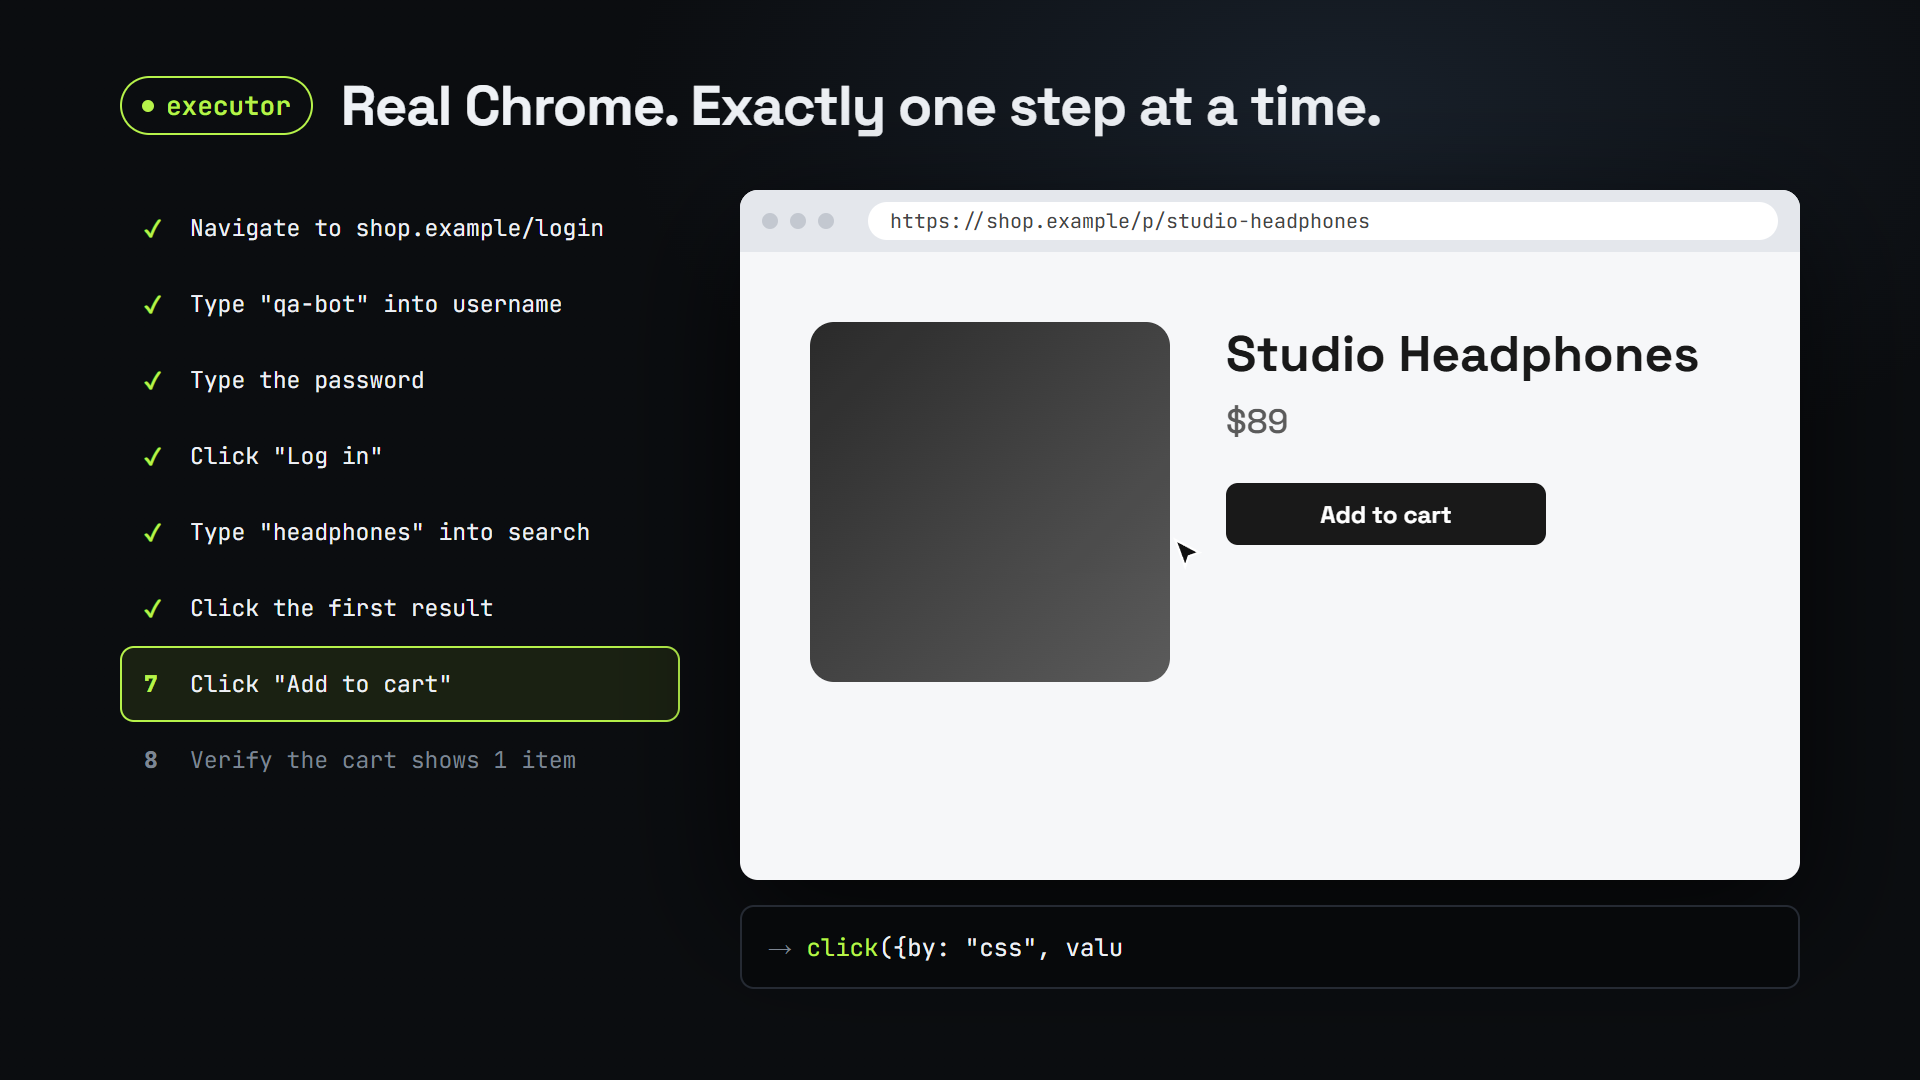 executor
Real Chrome. Exactly one step at a time.
✓ Navigate to shop.example/login
✓ Type "qa-bot" into username
✓ Type the password
✓ Click "Log in"
✓ Type "headphones" into search
✓ Click the first result
7 Click "Add to cart"
8 Verify the cart shows 1 item
https://shop.example/p/studio-headphones
Studio Headphones
$89
Add to cart
→ click({by: "css", valu